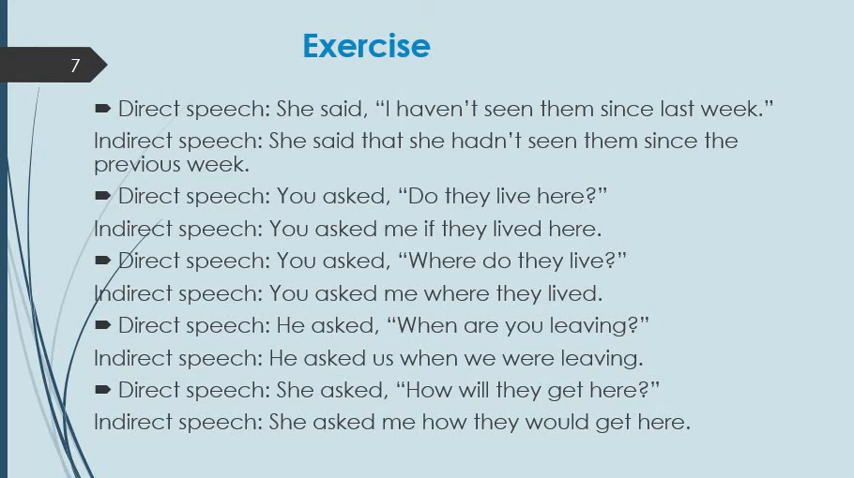 Exercise
7
Direct speech: She said, “I haven’t seen them since last week.”
Indirect speech: She said that she hadn’t seen them since the
previous week.
Direct speech: You asked, “Do they live here?”
Indirect speech: You asked me if they lived here.
Direct speech: You asked, “Where do they live?”
Indirect speech: You asked me where they lived.
Direct speech: He asked, “When are you leaving?”
Indirect speech: He asked us when we were leaving.
Direct speech: She asked, “How will they get here?”
Indirect speech: She asked me how they would get here.